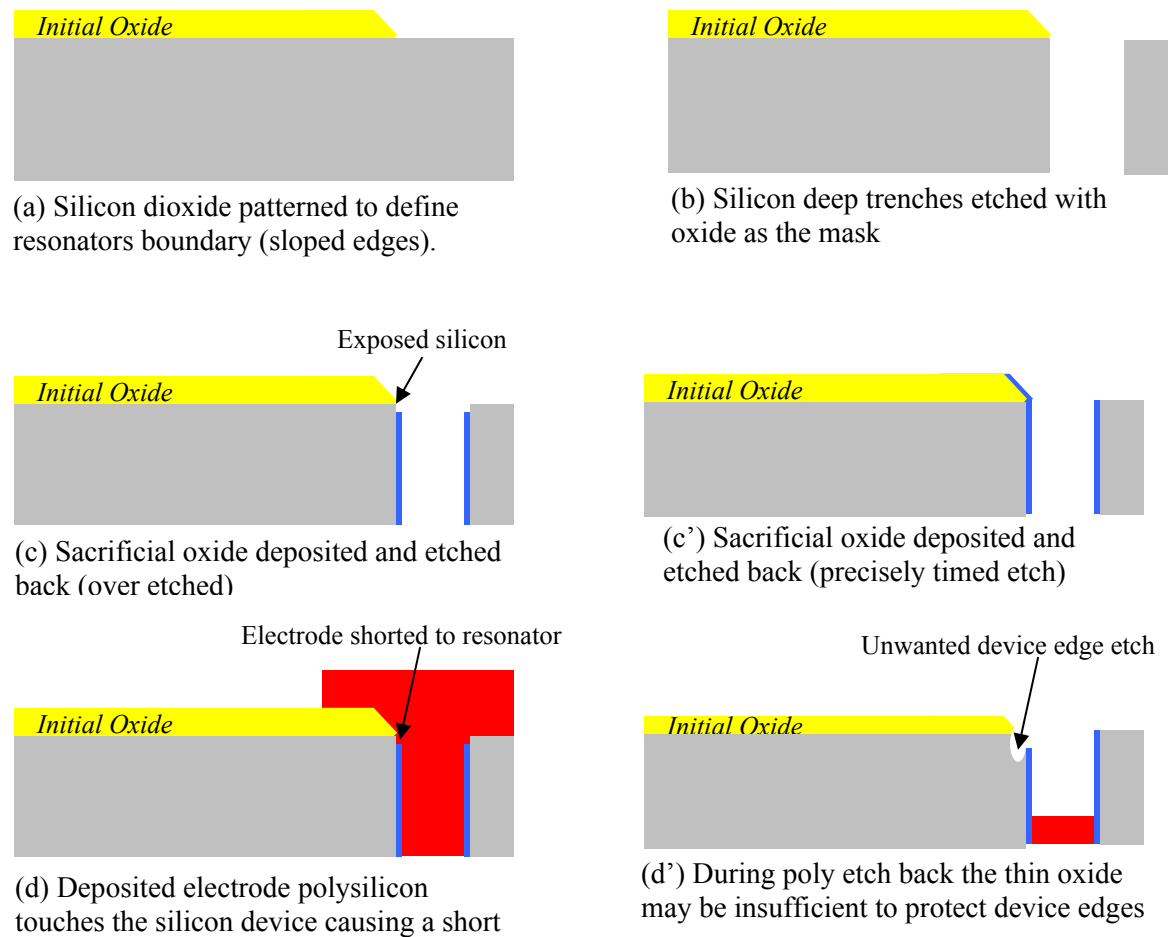 Initial Oxide
(a) Silicon dioxide patterned to define
resonators boundary (sloped edges).
Initial Oxide
(b) Silicon deep trenches etched with
oxide as the mask
Exposed silicon
Initial Oxide
(c) Sacrificial oxide deposited and etched
back (over etched)
Initial Oxide
(c’) Sacrificial oxide deposited and
etched back (precisely timed etch)
Electrode shorted to resonator
Initial Oxide
(d) Deposited electrode polysilicon
touches the silicon device causing a short
Unwanted device edge etch
Initial Oxide
(d’) During poly etch back the thin oxide
may be insufficient to protect device edges